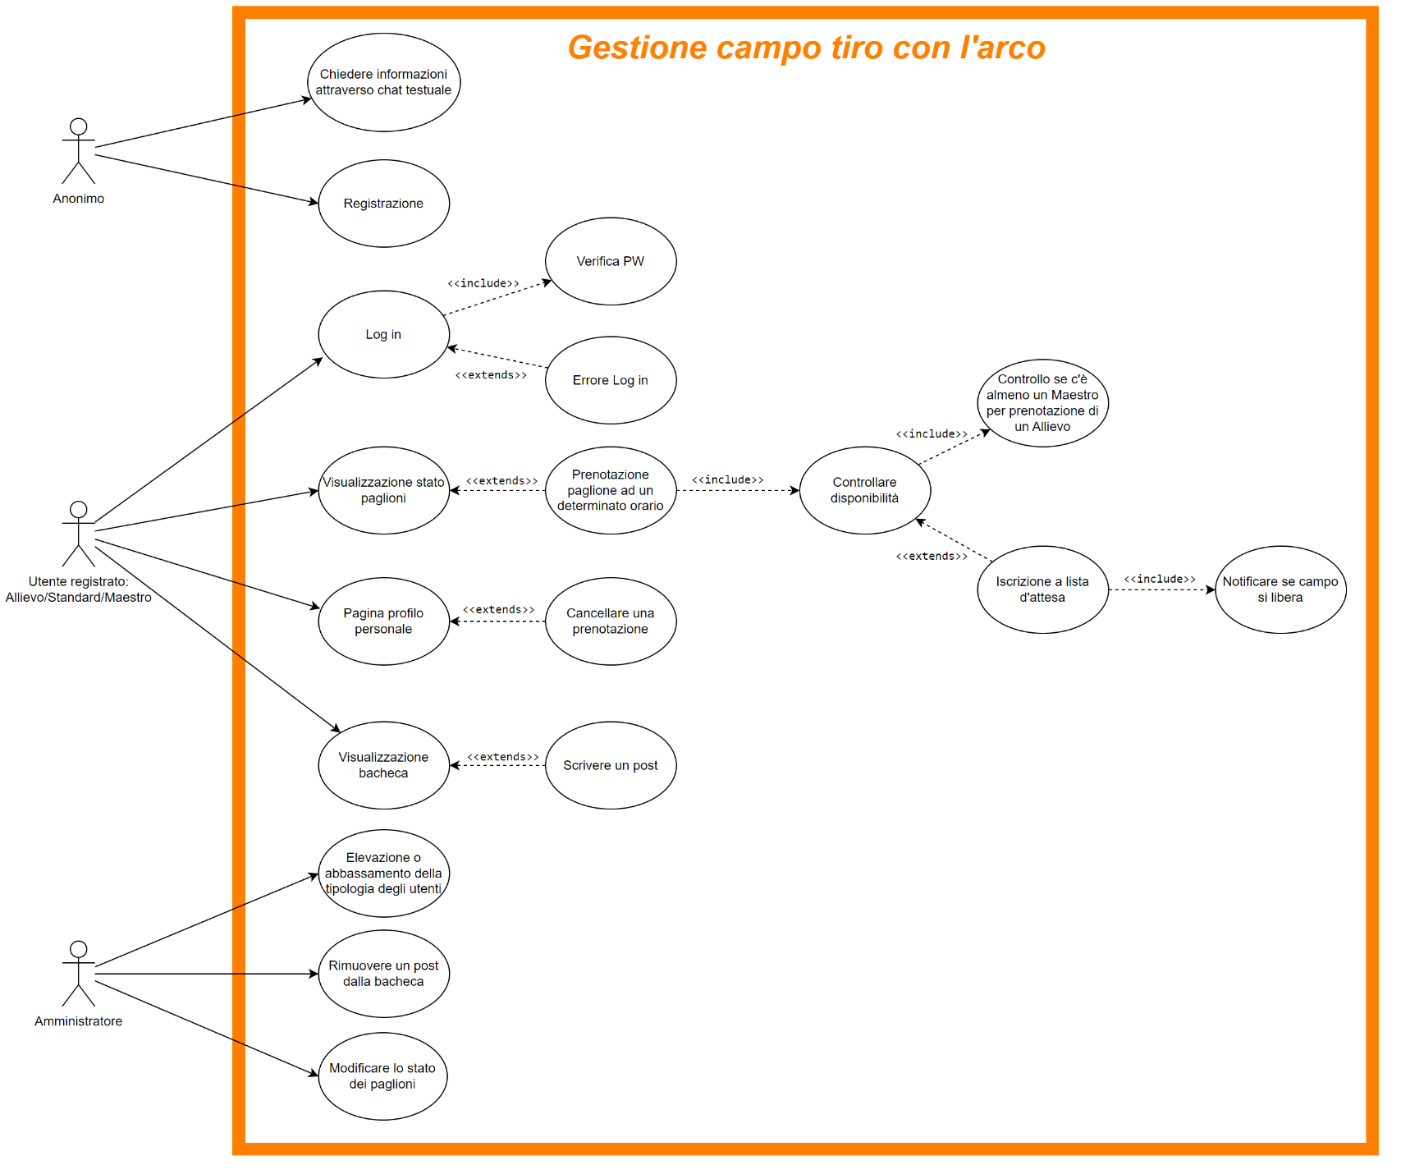 Gestione campo tiro con l'arco
Chiedere informazioni
attraverso chat testuale
Anonimo
Registrazione
Verifica PW
<<include>>
Log in
<<extends>>
Errore Log in
Controllo se c'è
almeno un Maestro
per prenotazione di
un Allievo
<<include>>
Visualizzazione stato
paglioni
<<extends>>
Prenotazione
paglione ad un
determinato orario
<<include>>
Controllare
disponibilità
<<extends>>
Iscrizione a lista
d'attesa
<<include>>
Notificare se campo
si libera
Utente registrato:
Allievo/Standard/Maestro
Pagina profilo
personale
<<extends>>
Cancellare una
prenotazione
Visualizzazione
bacheca
<<extends>>
Scrivere un post
Elevazione o
abbassamento della
tipologia degli utenti
Rimuovere un post
dalla bacheca
Amministratore
Modificare lo stato
dei paglioni